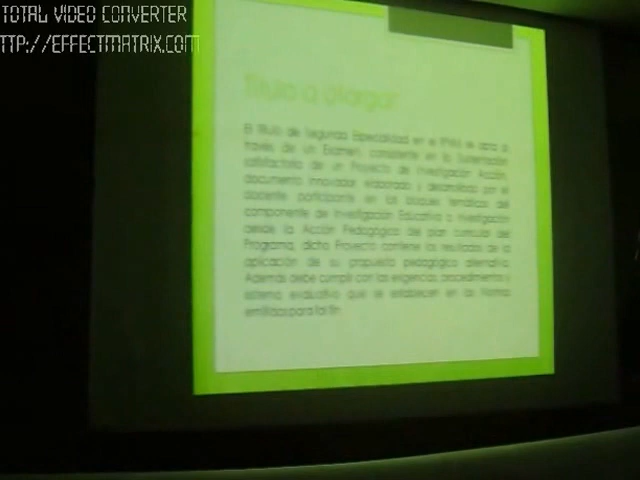 TOTAL VIDEO CONVERTER
TTP://EFFECTMATRIX.COM
Título a otorgar
El Título de Segunda Especialidad en el se opta a
través de un Examen, consistente en la Sustentación
satisfactoria de un Proyecto de Investigación Acción,
documento innovador elaborado y desarrollado por el
docente participante en los bloques temáticos del
componente de Investigación Educativa o Investigación
desde la Acción Pedagógica del plan curricular del
Programa, dicho Proyecto contiene los resultados de la
aplicación de su propuesta pedagógica alternativa.
Además debe cumplir con las exigencias, procedimientos y
sistema evaluativo que se establecen en las Normas
emitidas para tal fin.